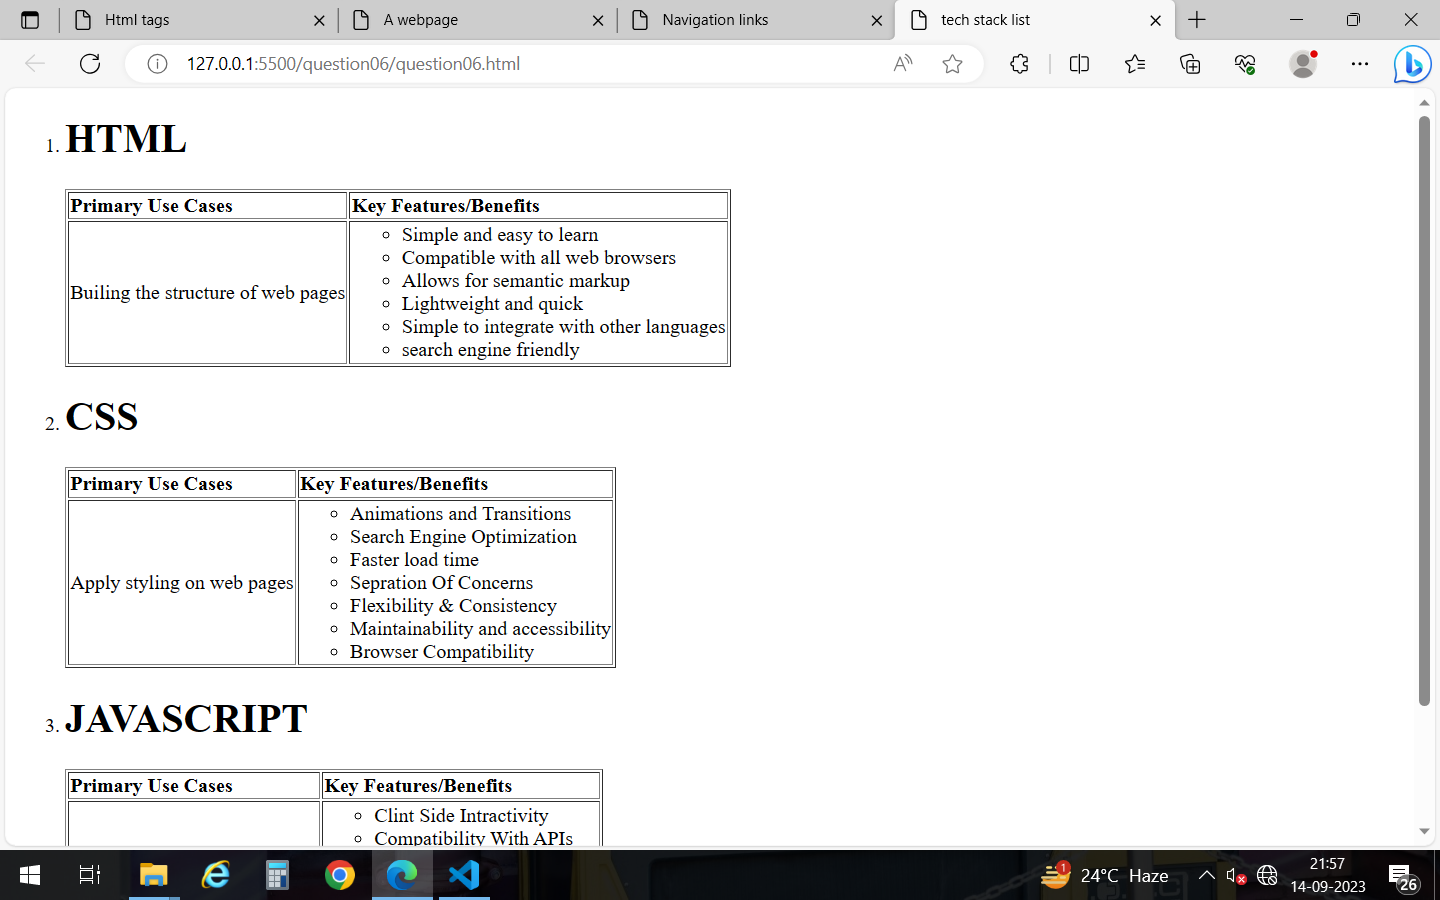 Html tags
A webpage
Navigation links
tech stack list
127.0.0.1:5500/question06/question06.html
1. HTML
Primary Use Cases Key Features/Benefits
Builing the structure of web pages
Simple and easy to learn
Compatible with all web browsers
Allows for semantic markup
Lightweight and quick
Simple to integrate with other languages
search engine friendly
2. CSS
Primary Use Cases Key Features/Benefits
Apply styling on web pages
Animations and Transitions
Search Engine Optimization
Faster load time
Sepration Of Concerns
Flexibility & Consistency
Maintainability and accessibility
Browser Compatibility
3. JAVASCRIPT
Primary Use Cases Key Features/Benefits
Clint Side Intractivity
Compatibility With APIs
1
24°C Haze
21:57
14-09-2023
26